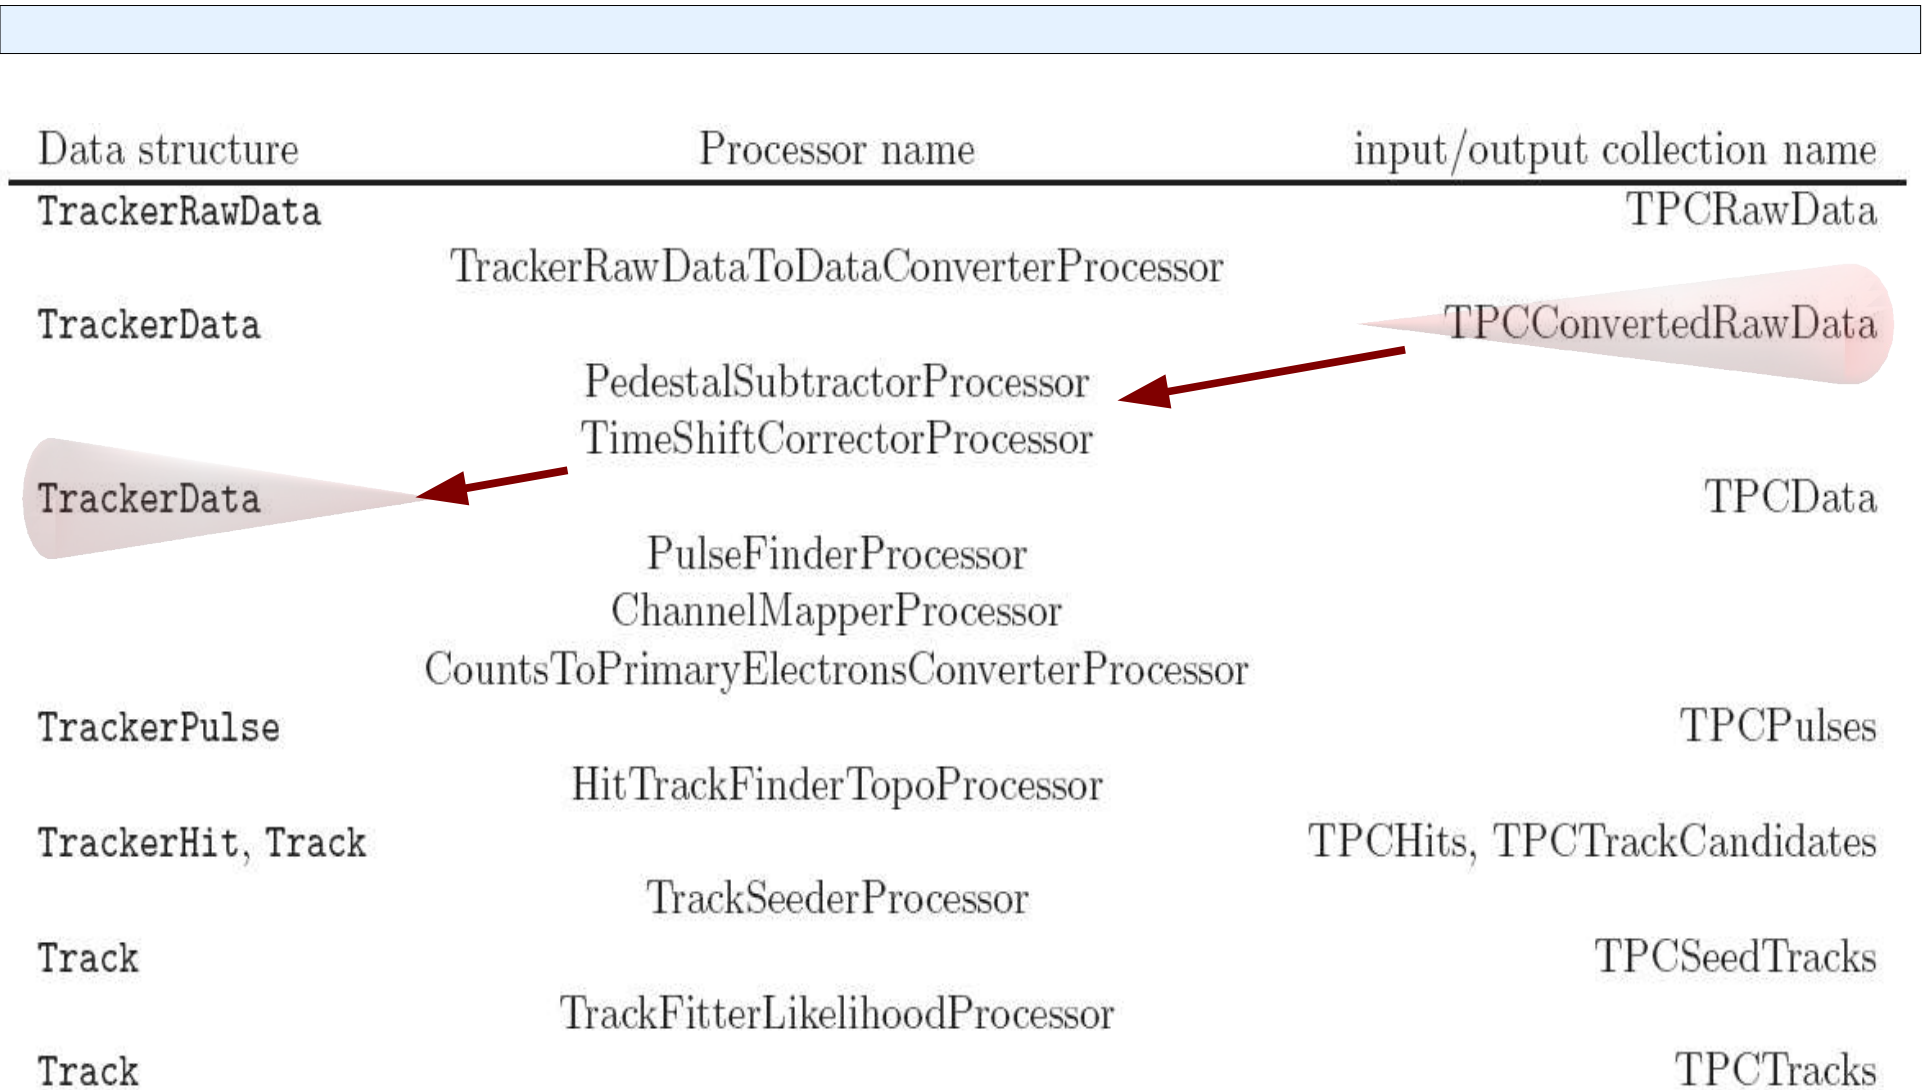 Data structure Processor name input/output collection name
TrackerRawData TPCRawData
TrackerRawDataToDataConverterProcessor
TrackerData TPCConvertedRawData
PedestalSubtractorProcessor
TimeShiftCorrectorProcessor
TrackerData TPCData
PulseFinderProcessor
ChannelMapperProcessor
CountsToPrimaryElectronsConverterProcessor
TrackerPulse TPCPulses
HitTrackFinderTopoProcessor
TrackerHit, Track TPCHits, TPCTrackCandidates
TrackSeederProcessor
Track TPCSeedTracks
TrackFitterLikelihoodProcessor
Track TPCTracks